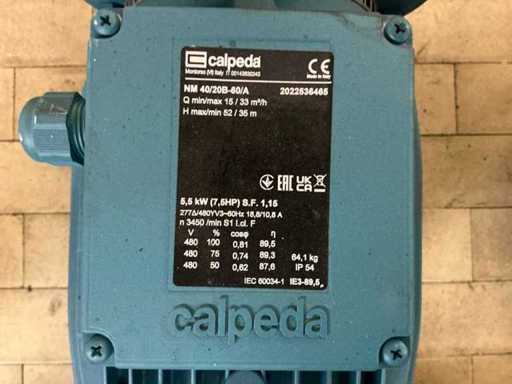 calpeda
Montorso (VI) Italy IT 00142630243
Made in Italy
NM 40/20B-60/A 2022536465
Q min/max 15 / 33 m³/h
H max/min 52 / 35 m
EAC UK CA
5,5 kW (7,5HP) S.F. 1,15
277Δ/480YV3~60Hz 18,8/10,8 A
n 3450 /min S1 I.cl. F
V % cosφ η
480 100 0,81 89,5
480 75 0,74 89,3 64,1 kg
480 50 0,62 87,6 IP 54
IEC 60034-1 IE3-89,5
calpeda